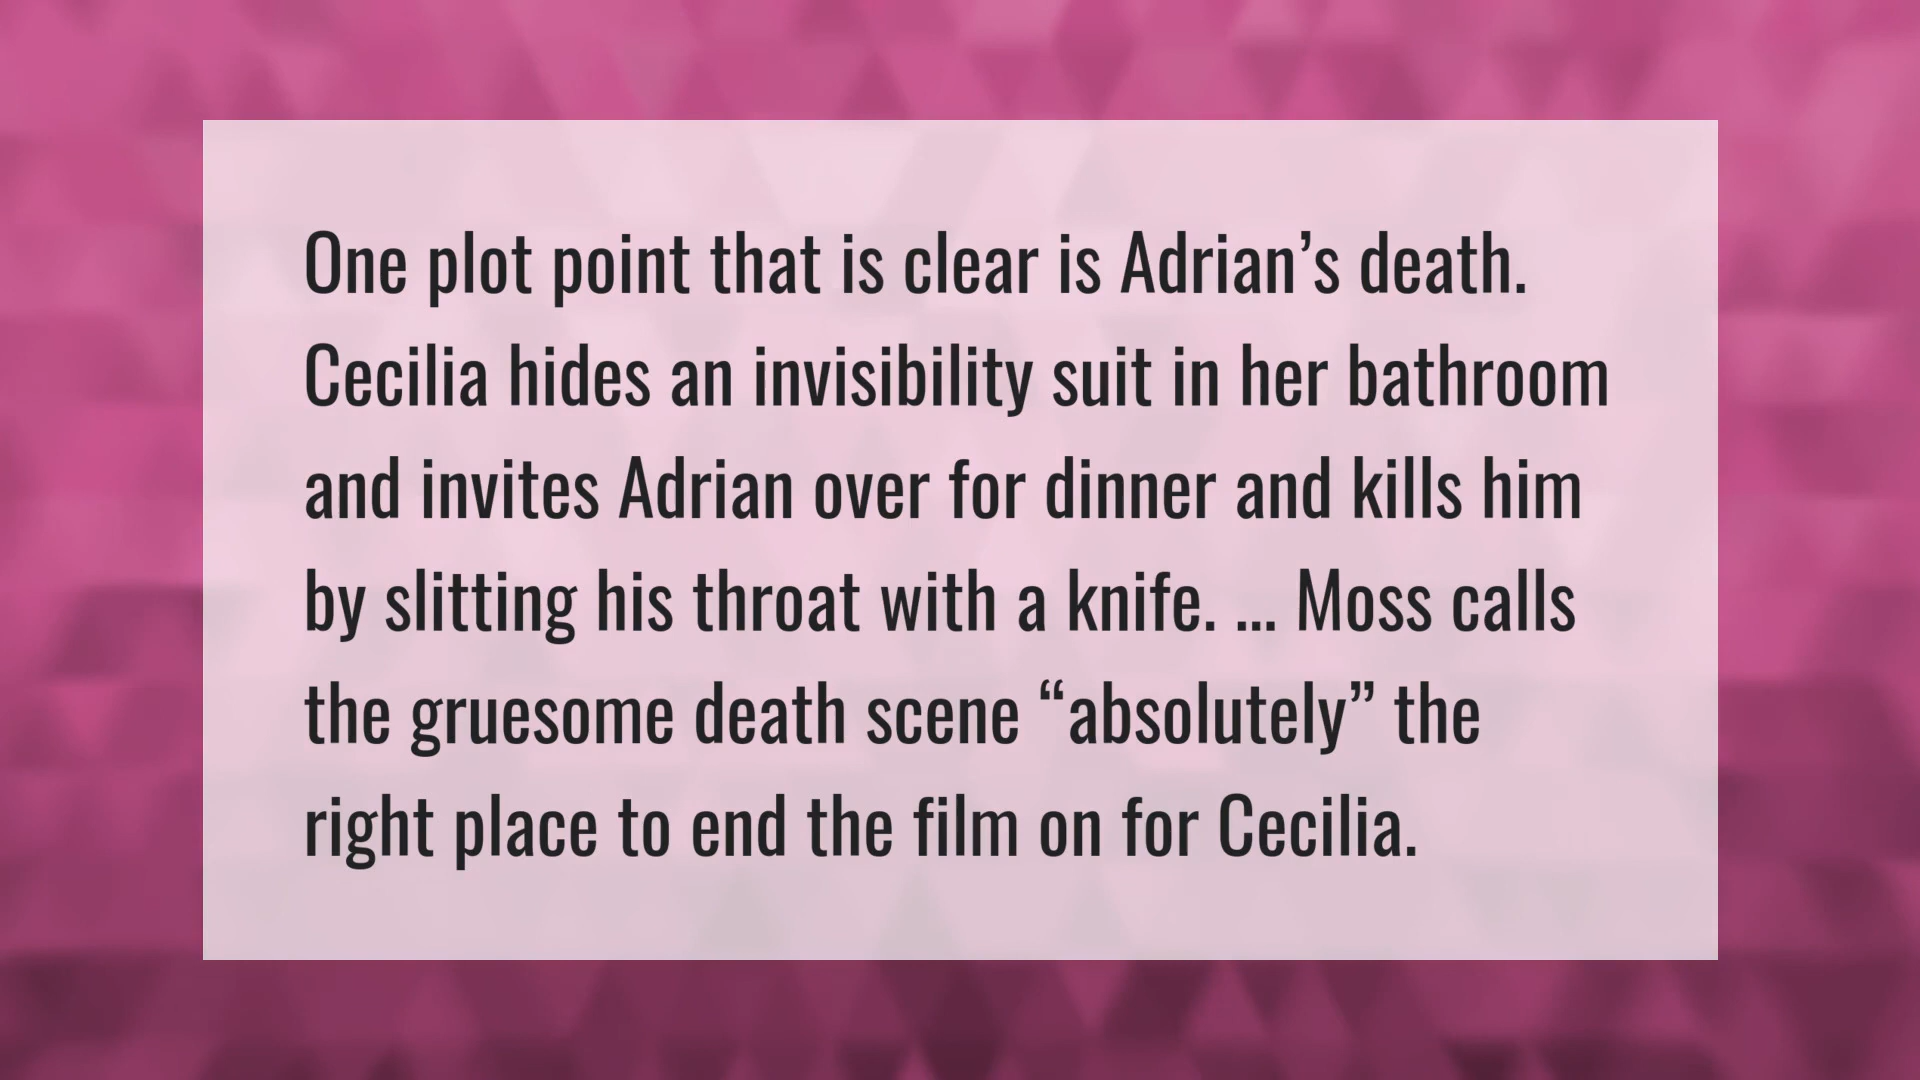 One plot point that is clear is Adrian’s death.
Cecilia hides an invisibility suit in her bathroom
and invites Adrian over for dinner and kills him
by slitting his throat with a knife. ... Moss calls
the gruesome death scene “absolutely” the
right place to end the film on for Cecilia.